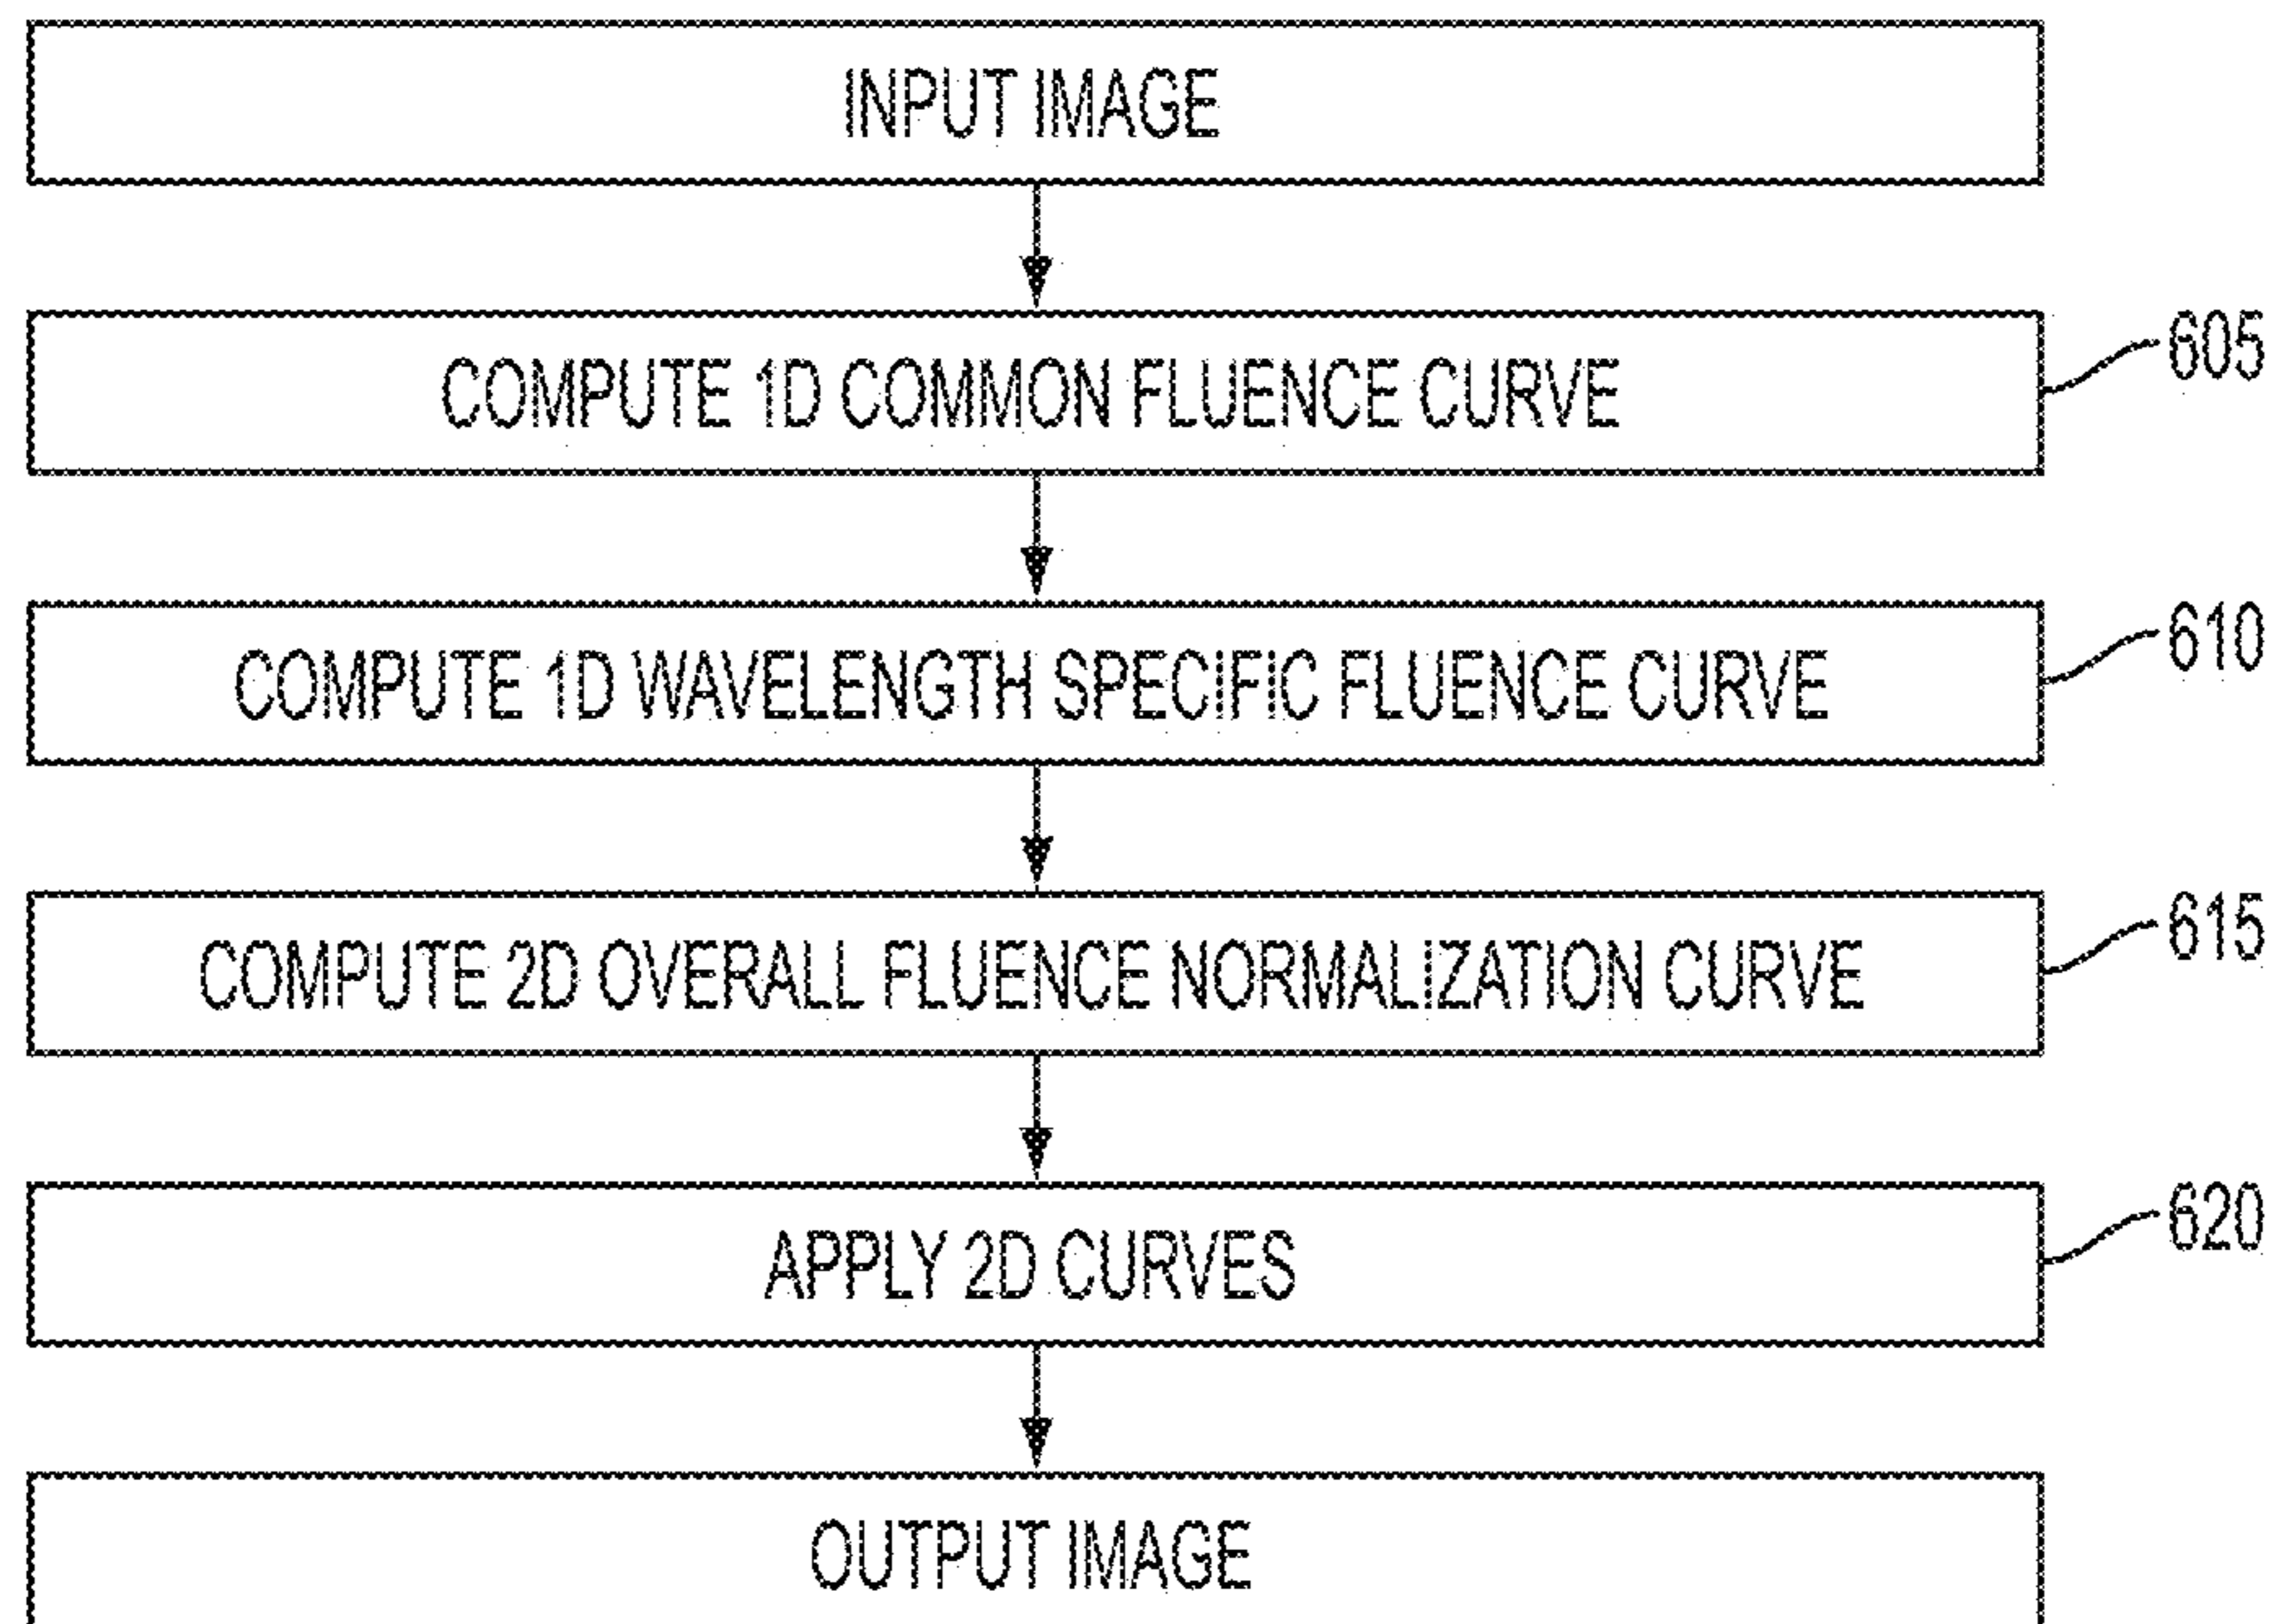 INPUT IMAGE
COMPUTE 1D COMMON FLUENCE CURVE
605
COMPUTE 1D WAVELENGTH SPECIFIC FLUENCE CURVE
610
COMPUTE 2D OVERALL FLUENCE NORMALIZATION CURVE
615
APPLY 2D CURVES
620
OUTPUT IMAGE